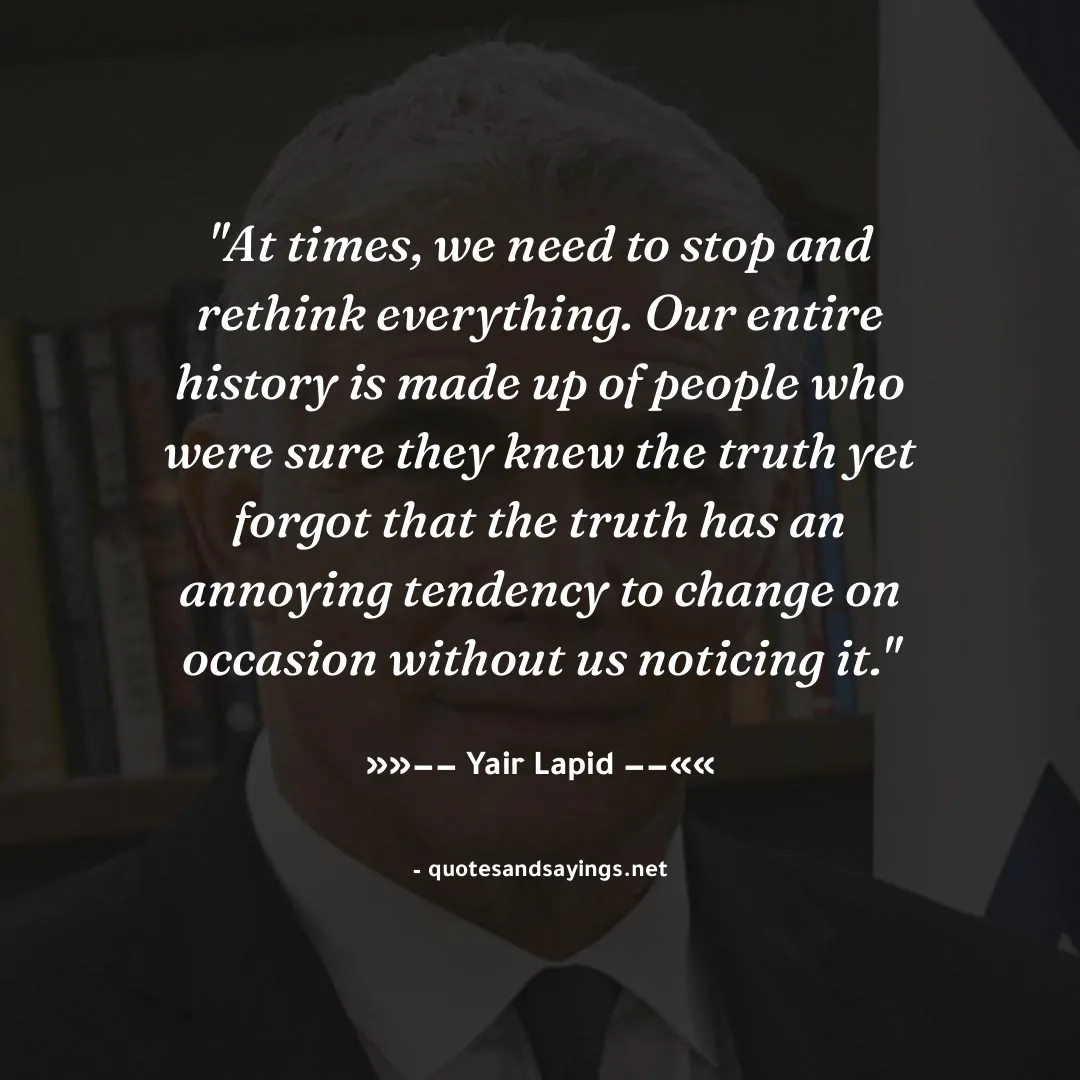 "At times, we need to stop and
rethink everything. Our entire
history is made up of people who
were sure they knew the truth yet
forgot that the truth has an
annoying tendency to change on
occasion without us noticing it."
»»–– Yair Lapid ––««
- quotesandsayings.net